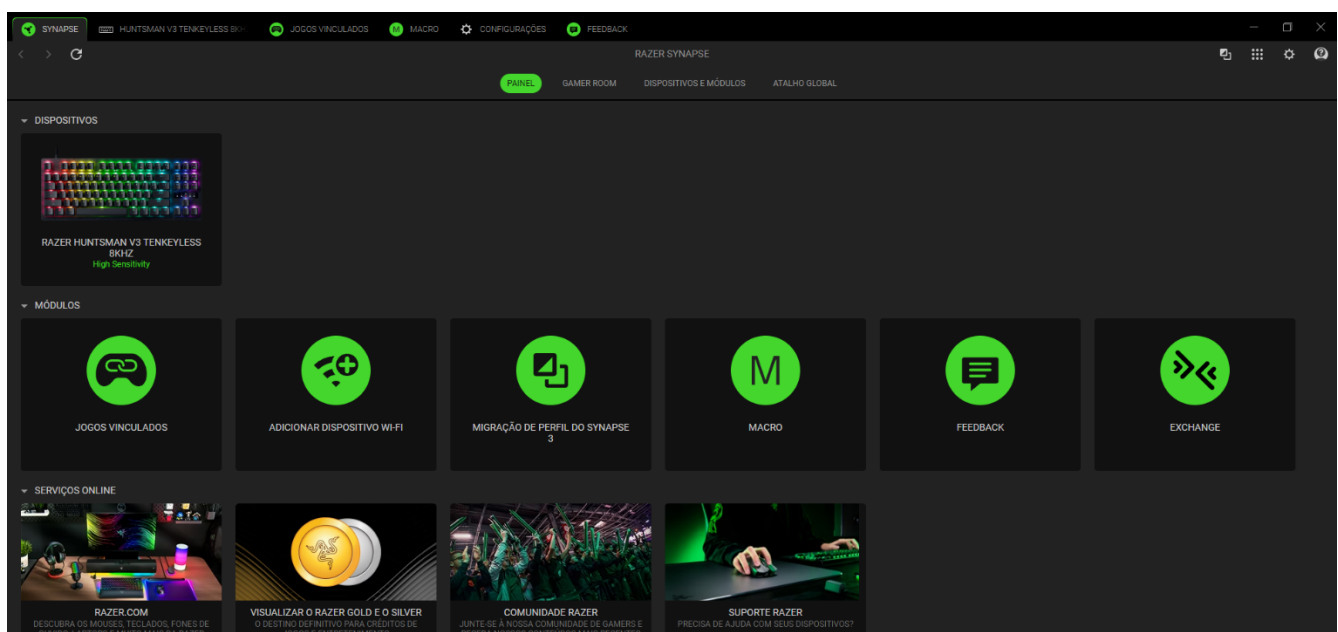 SYNAPSE
HUNTSMAN V3 TENKEYLESS 8KH
JOGOS VINCULADOS
M MACRO
CONFIGURAÇÕES
FEEDBACK
RAZER SYNAPSE
PAINEL
GAMER ROOM
DISPOSITIVOS E MÓDULOS
ATALHO GLOBAL
DISPOSITIVOS
RAZER HUNTSMAN V3 TENKEYLESS
8KHZ
High Sensitivity
MÓDULOS
JOGOS VINCULADOS
ADICIONAR DISPOSITIVO WI-FI
MIGRAÇÃO DE PERFIL DO SYNAPSE
3
M
MACRO
FEEDBACK
EXCHANGE
SERVIÇOS ONLINE
RAZER.COM
DESCUBRA OS MOUSES, TECLADOS, FONES DE
VISUALIZAR O RAZER GOLD E O SILVER
O DESTINO DEFINITIVO PARA CRÉDITOS DE
COMUNIDADE RAZER
JUNTE-SE À NOSSA COMUNIDADE DE GAMERS E
SUPORTE RAZER
PRECISA DE AJUDA COM SEUS DISPOSITIVOS?